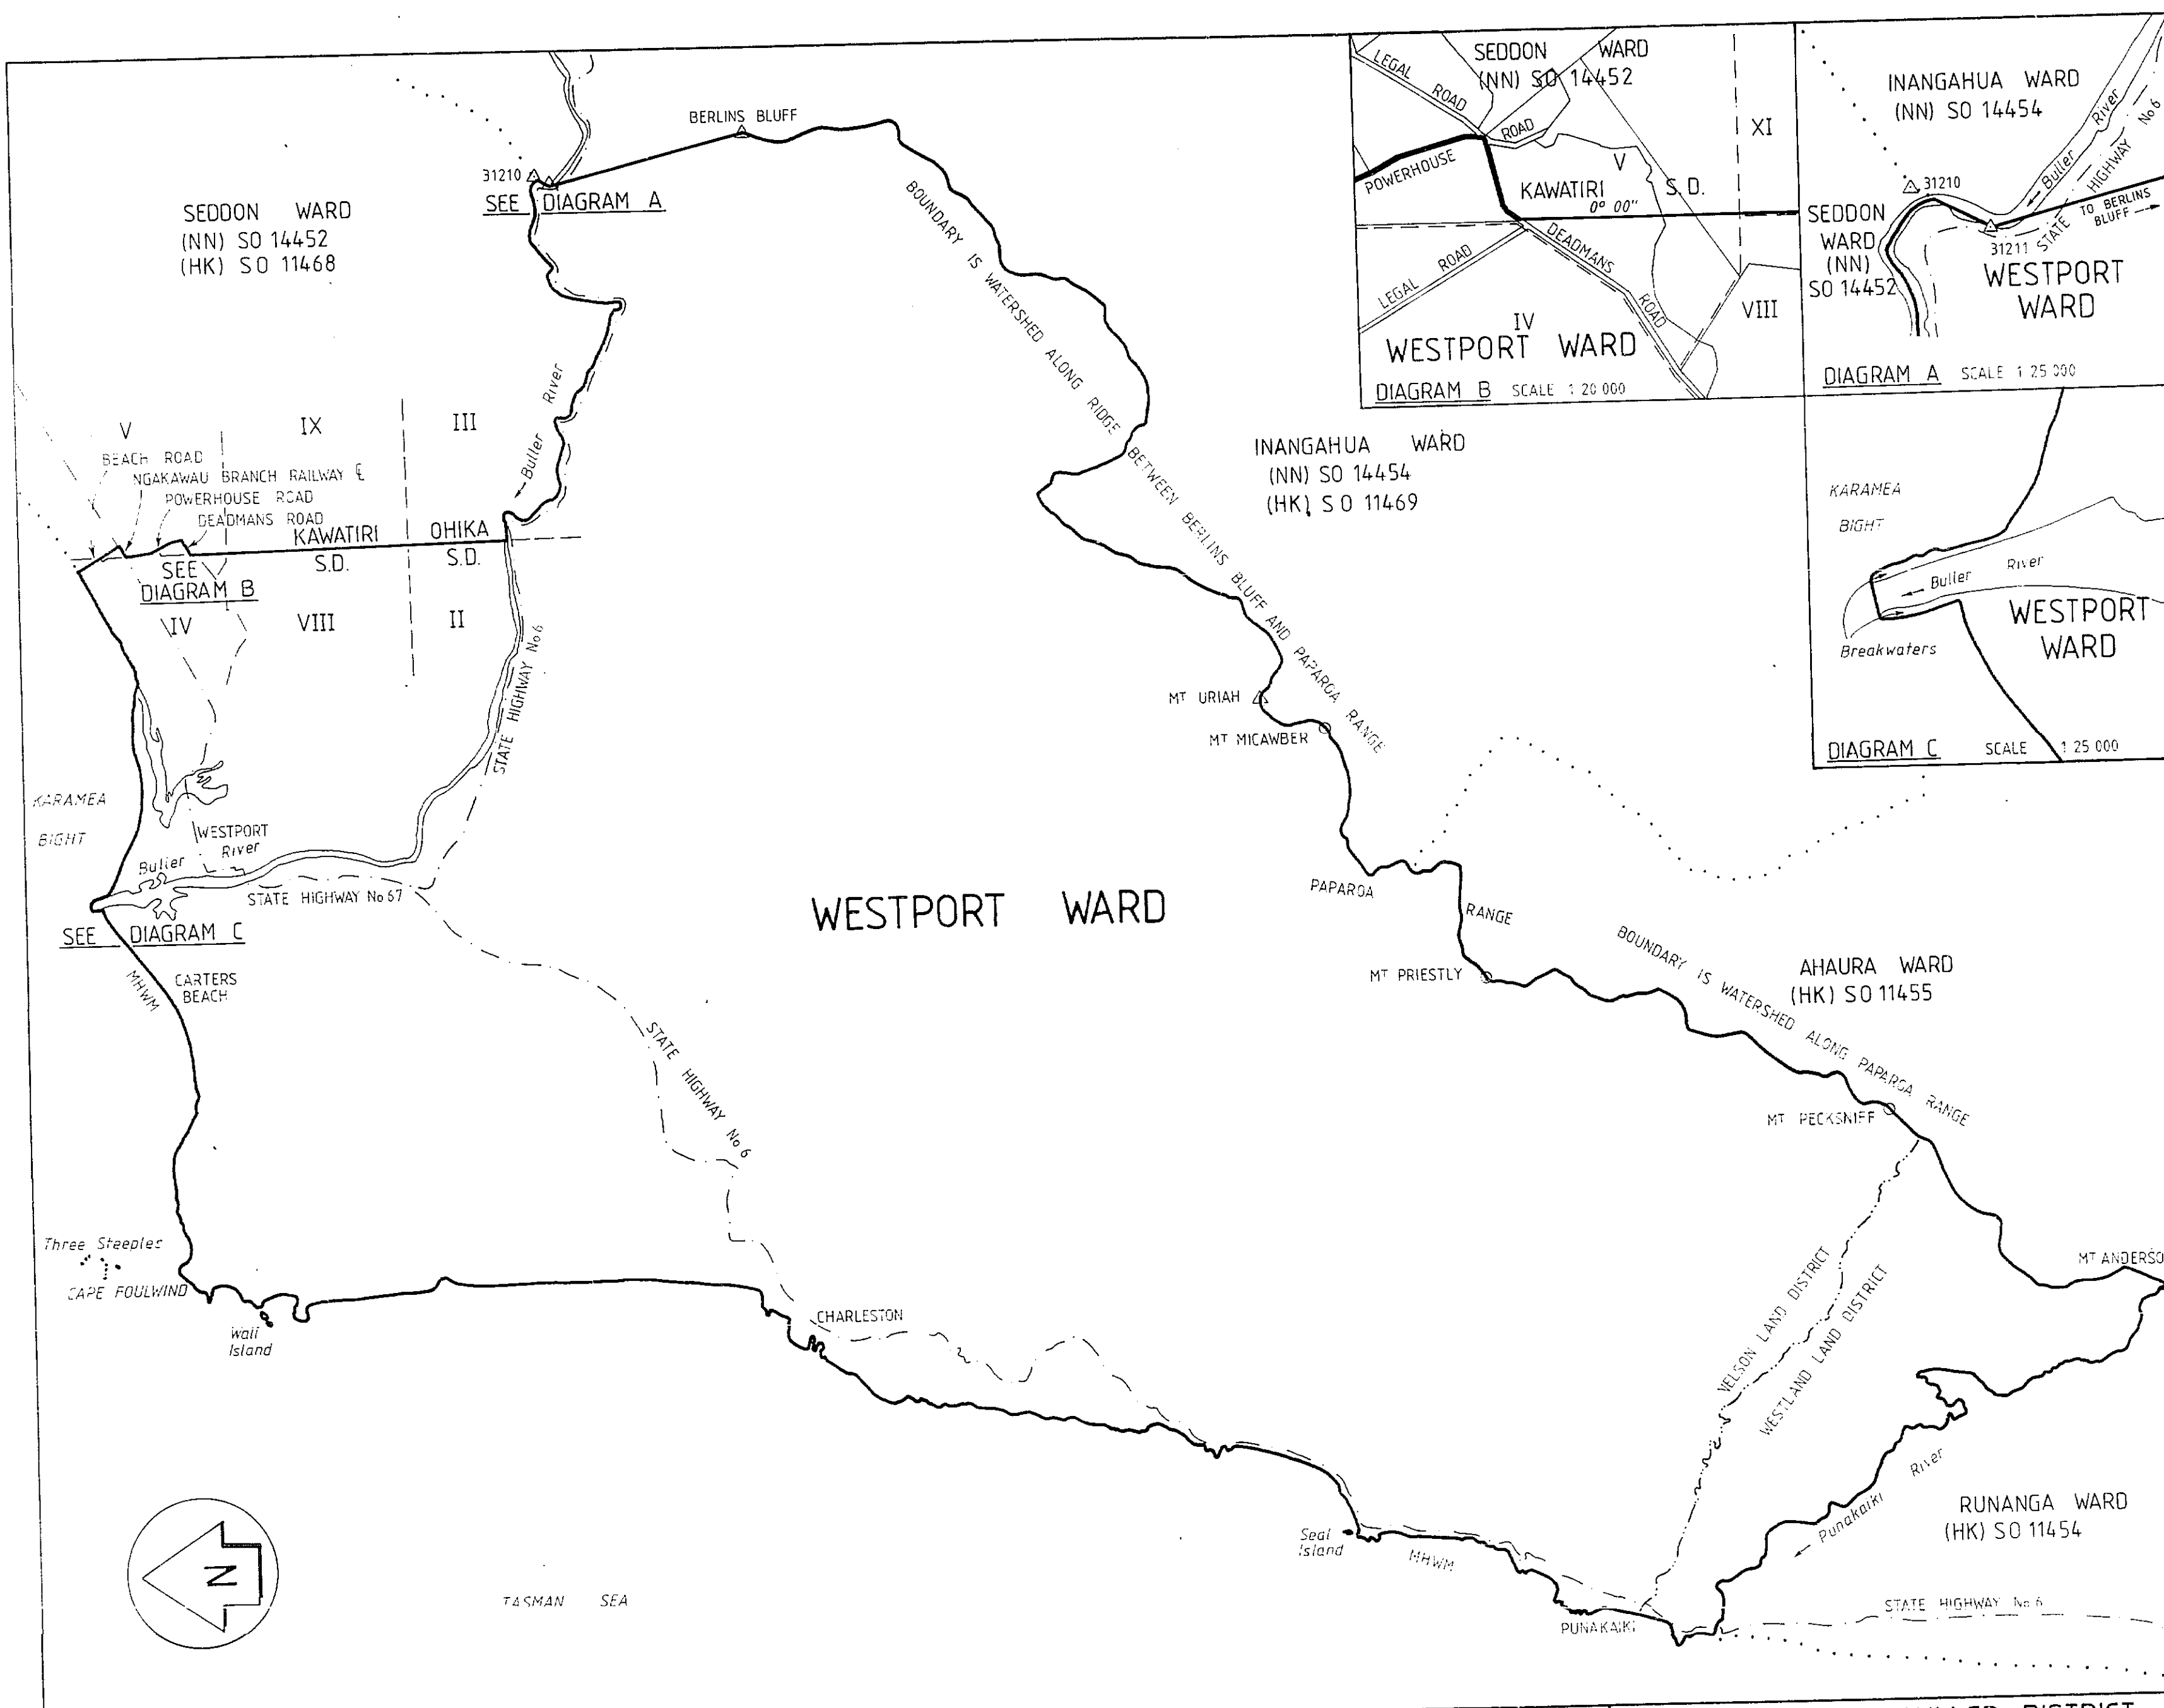 SEDDON WARD
(NN) SO 14452
(HK) SO 11468
31210
SEE DIAGRAM A
BERLINS BLUFF
BOUNDARY IS WATERSHED ALONG RIDGE BETWEEN BERLINS BLUFF AND PAPAROA RANGE
Buller River
V
IX
III
BEACH ROAD
NGAKAWAU BRANCH RAILWAY ℄
POWERHOUSE ROAD
DEADMANS ROAD
KAWATIRI
S.D.
OHIKA
S.D.
SEE
DIAGRAM B
IV
VIII
II
STATE HIGHWAY No 6
KARAMEA
BIGHT
WESTPORT
Buller River
STATE HIGHWAY No 67
SEE DIAGRAM C
MHWM
CARTERS
BEACH
STATE HIGHWAY No 6
WESTPORT WARD
INANGAHUA WARD
(NN) SO 14454
(HK) SO 11469
MT URIAH
MT MICAWBER
PAPAROA
RANGE
MT PRIESTLY
BOUNDARY IS WATERSHED ALONG PAPAROA RANGE
AHAURA WARD
(HK) SO 11455
MT PECKSNIFF
NELSON LAND DISTRICT
WESTLAND LAND DISTRICT
MT ANDERSO
Three Steeples
CAPE FOULWIND
Wall
Island
CHARLESTON
Seal
Island
MHWM
PUNAKAIKI
Punakaiki River
RUNANGA WARD
(HK) SO 11454
STATE HIGHWAY No 6
TASMAN SEA
N
SEDDON WARD
(NN) SO 14452
LEGAL ROAD
ROAD
POWERHOUSE
XI
V
KAWATIRI S.D.
0° 00"
DEADMANS ROAD
LEGAL ROAD
IV
VIII
WESTPORT WARD
DIAGRAM B SCALE 1:20 000
INANGAHUA WARD
(NN) SO 14454
Buller River
STATE HIGHWAY No 6
31210
SEDDON
WARD
(NN)
SO 14452
31211
TO BERLINS
BLUFF
WESTPORT
WARD
DIAGRAM A SCALE 1 25 000
KARAMEA
BIGHT
Buller River
WESTPORT
WARD
Breakwaters
DIAGRAM C SCALE 1 25 000
DISTRICT